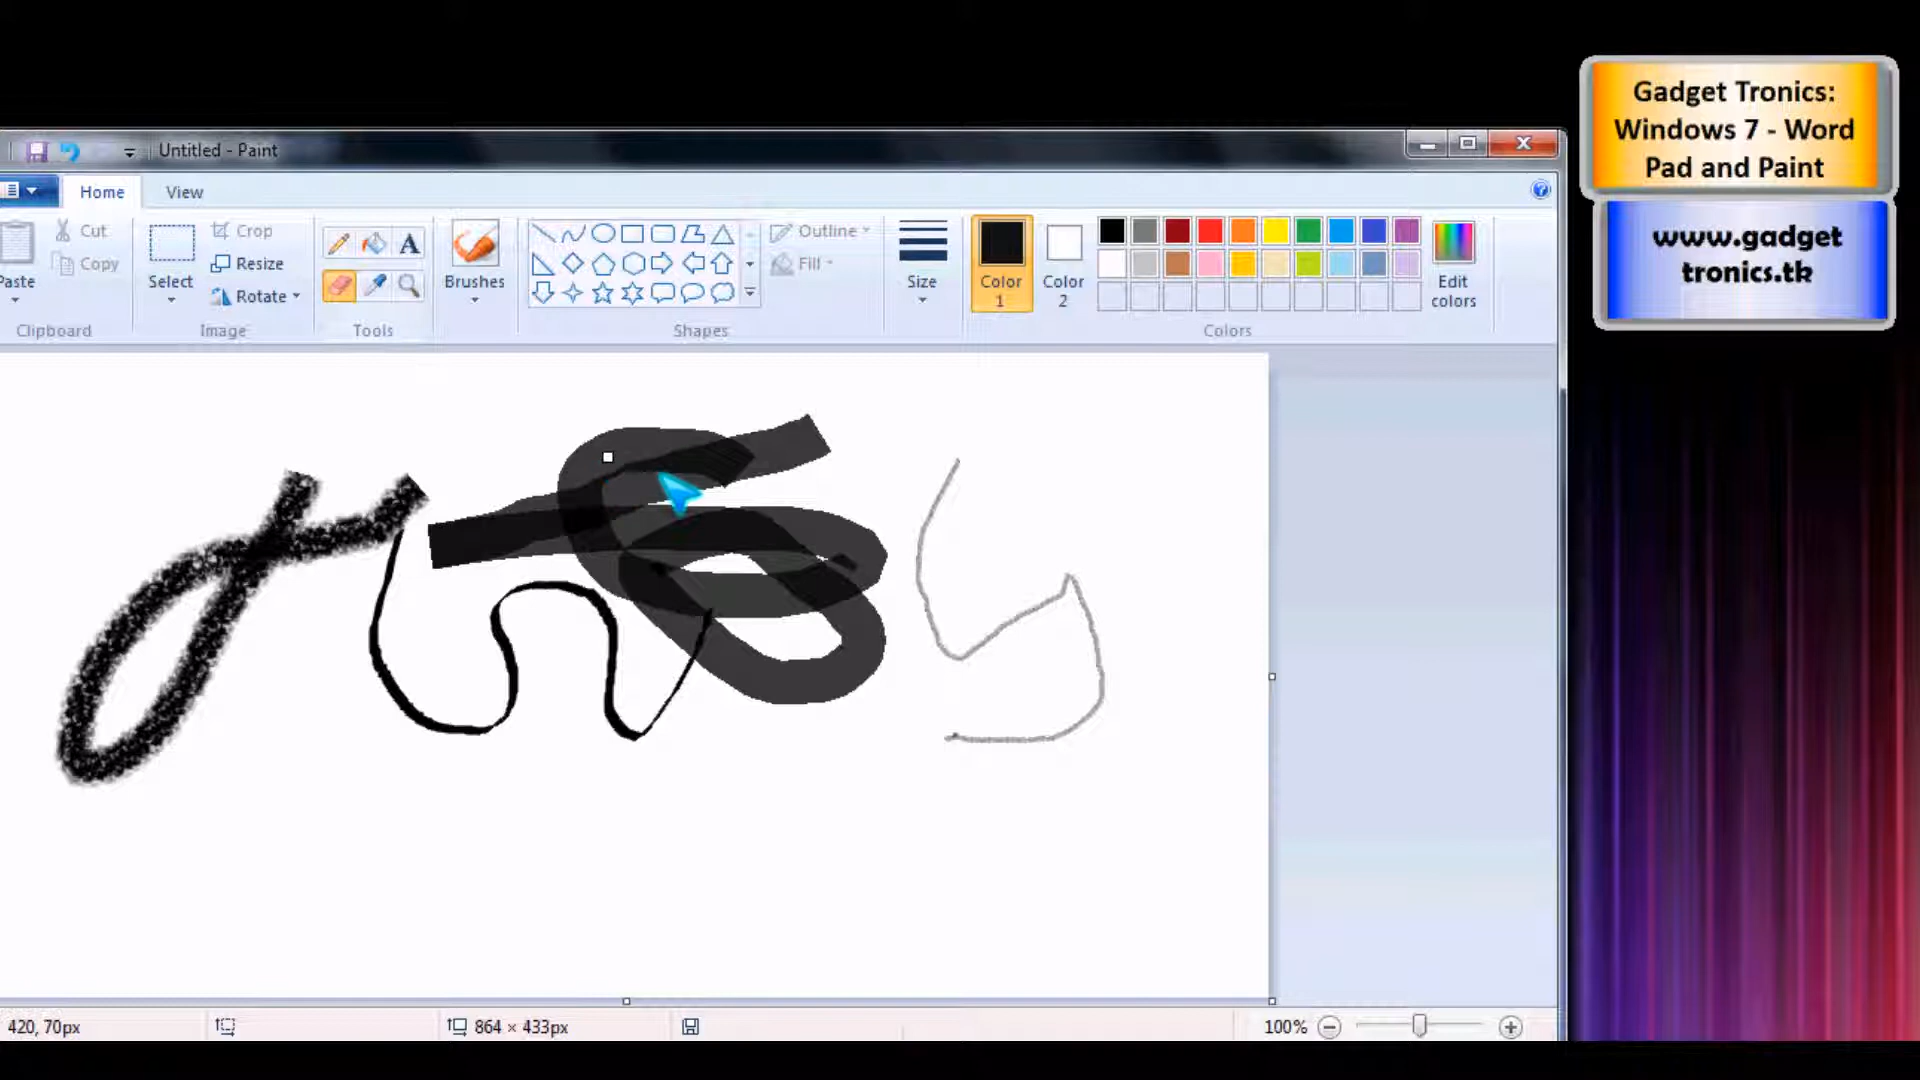 Gadget Tronics:
Windows 7 - Word
Pad and Paint
www.gadget
tronics.tk
Untitled - Paint
Home View
Paste
Cut
Copy
Clipboard
Select
Crop
Resize
Rotate
Image
A
Tools
Brushes
Shapes
Outline
Fill
Size
Color
1
Color
2
Edit
colors
Colors
420, 70px
864 × 433px
100%